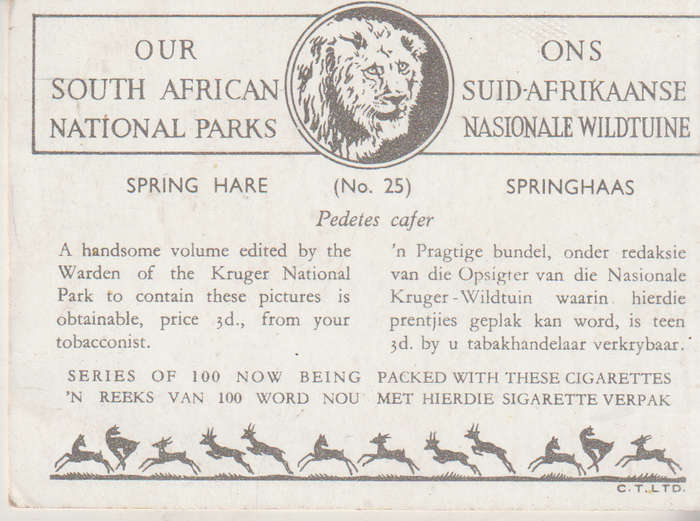 OUR
SOUTH AFRICAN
NATIONAL PARKS
ONS
SUID-AFRIKAANSE
NASIONALE WILDTUINE
SPRING HARE (No. 25) SPRINGHAAS
Pedetes cafer
A handsome volume edited by the
Warden of the Kruger National
Park to contain these pictures is
obtainable, price 3d., from your
tobacconist.
'n Pragtige bundel, onder redaksie
van die Opsigter van die Nasionale
Kruger-Wildtuin waarin hierdie
prentjies geplak kan word, is teen
3d. by u tabakhandelaar verkrybaar.
SERIES OF 100 NOW BEING PACKED WITH THESE CIGARETTES
'N REEKS VAN 100 WORD NOU MET HIERDIE SIGARETTE VERPAK
C.T. LTD.